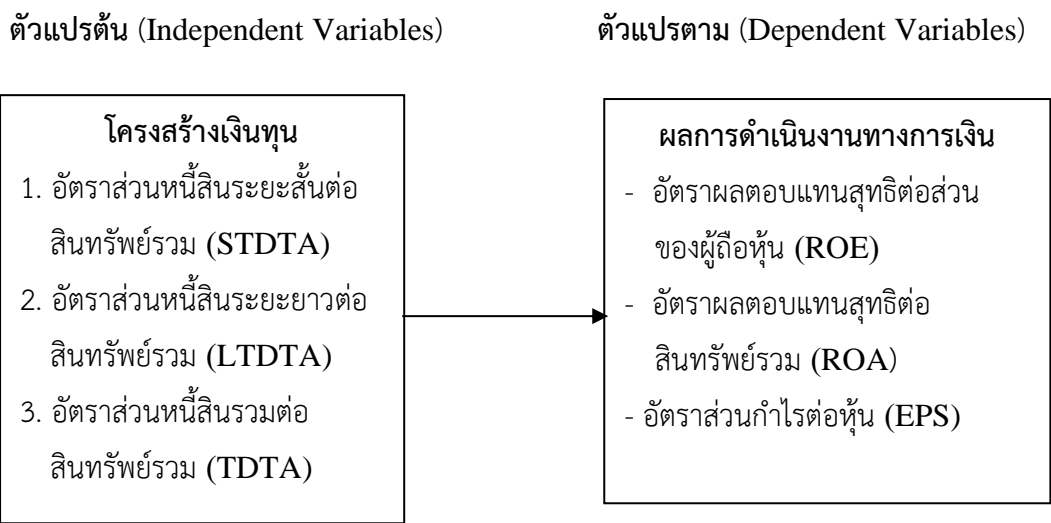 ตัวแปรต้น (Independent Variables)
ตัวแปรตาม (Dependent Variables)
โครงสร้างเงินทุน
1. อัตราส่วนหนี้สินระยะสั้นต่อ
สินทรัพย์รวม (STDTA)
2. อัตราส่วนหนี้สินระยะยาวต่อ
สินทรัพย์รวม (LTDTA)
3. อัตราส่วนหนี้สินรวมต่อ
สินทรัพย์รวม (TDTA)
ผลการดำเนินงานทางการเงิน
- อัตราผลตอบแทนสุทธิต่อส่วน
ของผู้ถือหุ้น (ROE)
- อัตราผลตอบแทนสุทธิต่อ
สินทรัพย์รวม (ROA)
- อัตราส่วนกำไรต่อหุ้น (EPS)